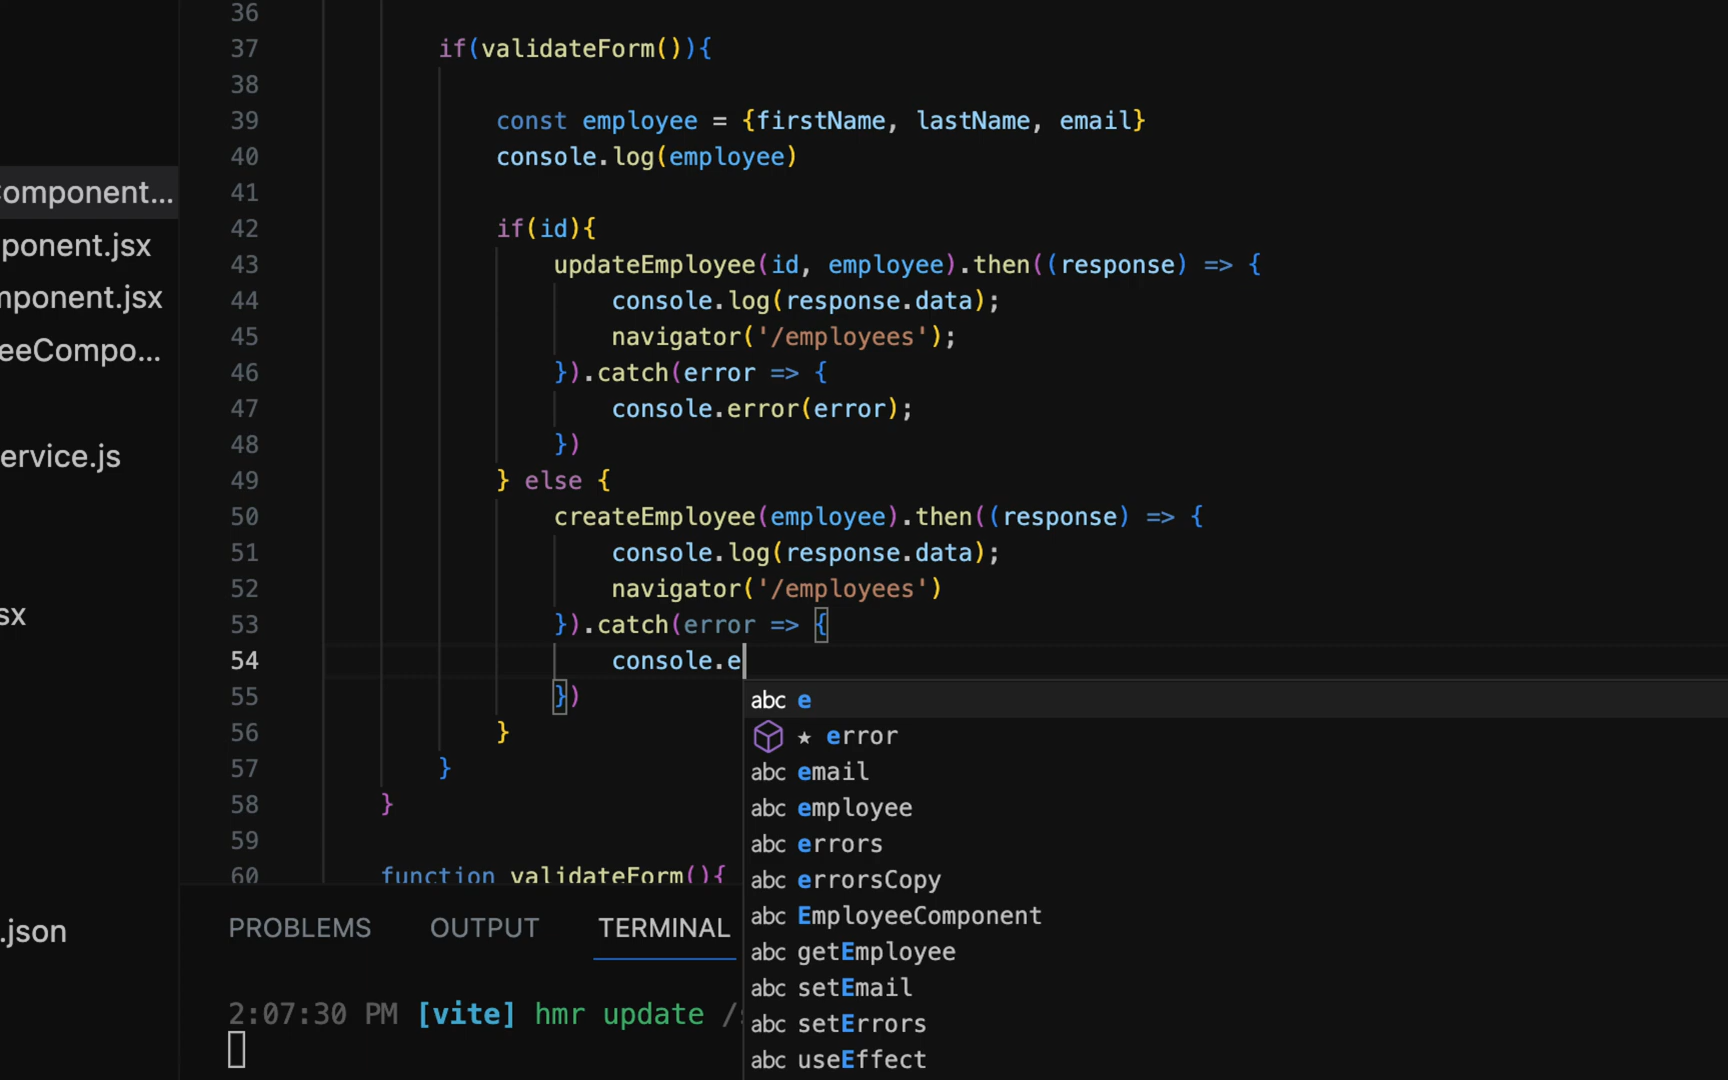 36
37 if(validateForm()){
38
39 const employee = {firstName, lastName, email}
40 console.log(employee)
41
omponent...
42 if(id){
ponent.jsx
43 updateEmployee(id, employee).then((response) => {
mponent.jsx
44 console.log(response.data);
45 navigator('/employees');
eeCompo...
46 }).catch(error => {
47 console.error(error);
48 })
ervice.js
49 } else {
50 createEmployee(employee).then((response) => {
51 console.log(response.data);
52 navigator('/employees')
sx
53 }).catch(error => {
54 console.e
55 })
56 }
57 }
58 }
59
60 function validateForm(){
abc e
★ error
abc email
abc employee
abc errors
abc errorsCopy
abc EmployeeComponent
abc getEmployee
abc setEmail
abc setErrors
abc useEffect
.json
PROBLEMS OUTPUT TERMINAL
2:07:30 PM [vite] hmr update /